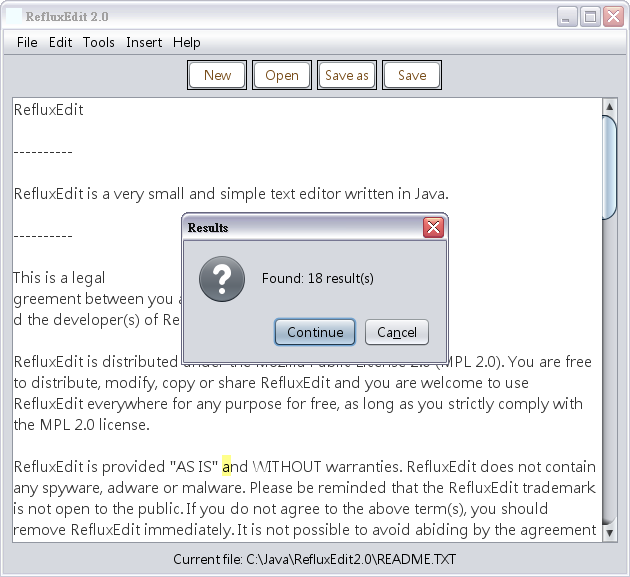 RefluxEdit 2.0
File Edit Tools Insert Help
New Open Save as Save
RefluxEdit
----------
RefluxEdit is a very small and simple text editor written in Java.
----------
Results
Found: 18 result(s)
Continue Cancel
This is a legal
greement between you
d the developer(s) of
RefluxEdit is distributed under the Mozilla Public License 2.0 (MPL 2.0). You are free
to distribute, modify, copy or share RefluxEdit and you are welcome to use
RefluxEdit everywhere for any purpose for free, as long as you strictly comply with
the MPL 2.0 license.
RefluxEdit is provided "AS IS" and WITHOUT warranties. RefluxEdit does not contain
any spyware, adware or malware. Please be reminded that the RefluxEdit trademark
is not open to the public. If you do not agree to the above term(s), you should
remove RefluxEdit immediately. It is not possible to avoid abiding by the agreement
Current file: C:\Java\RefluxEdit2.0\README.TXT